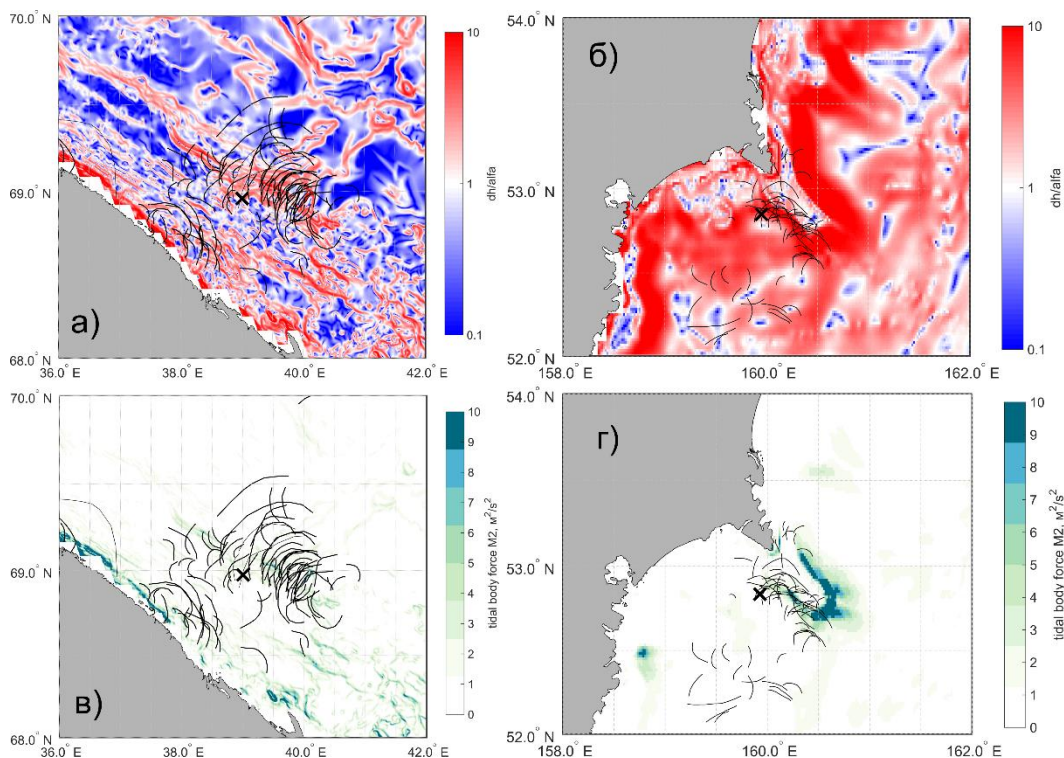 70.0° N
69.0° N
68.0° N
36.0° E
38.0° E
40.0° E
42.0° E
а)
10
1
0.1
dh/alfa
54.0° N
53.0° N
52.0° N
158.0° E
160.0° E
162.0° E
б)
10
1
0.1
dh/alfa
70.0° N
69.0° N
68.0° N
36.0° E
38.0° E
40.0° E
42.0° E
в)
10
9
8
7
6
5
4
3
2
1
0
tidal body force M2, м²/s²
54.0° N
53.0° N
52.0° N
158.0° E
160.0° E
162.0° E
г)
10
9
8
7
6
5
4
3
2
1
0
tidal body force M2, м²/s²